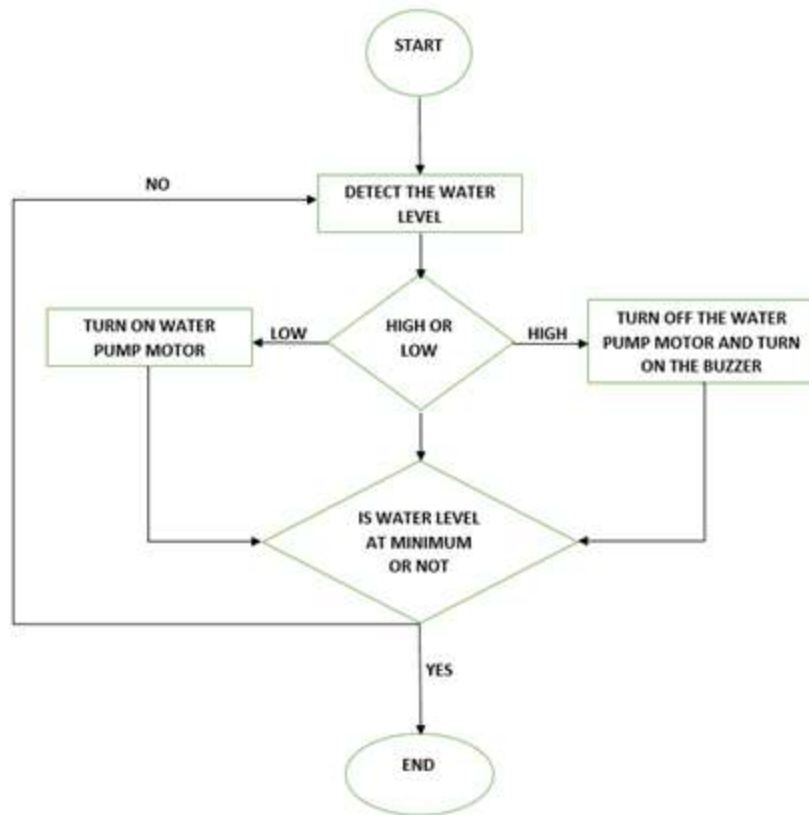 START
NO
DETECT THE WATER
LEVEL
TURN ON WATER
PUMP MOTOR
LOW
HIGH OR
LOW
HIGH
TURN OFF THE WATER
PUMP MOTOR AND TURN
ON THE BUZZER
IS WATER LEVEL
AT MINIMUM
OR NOT
YES
END